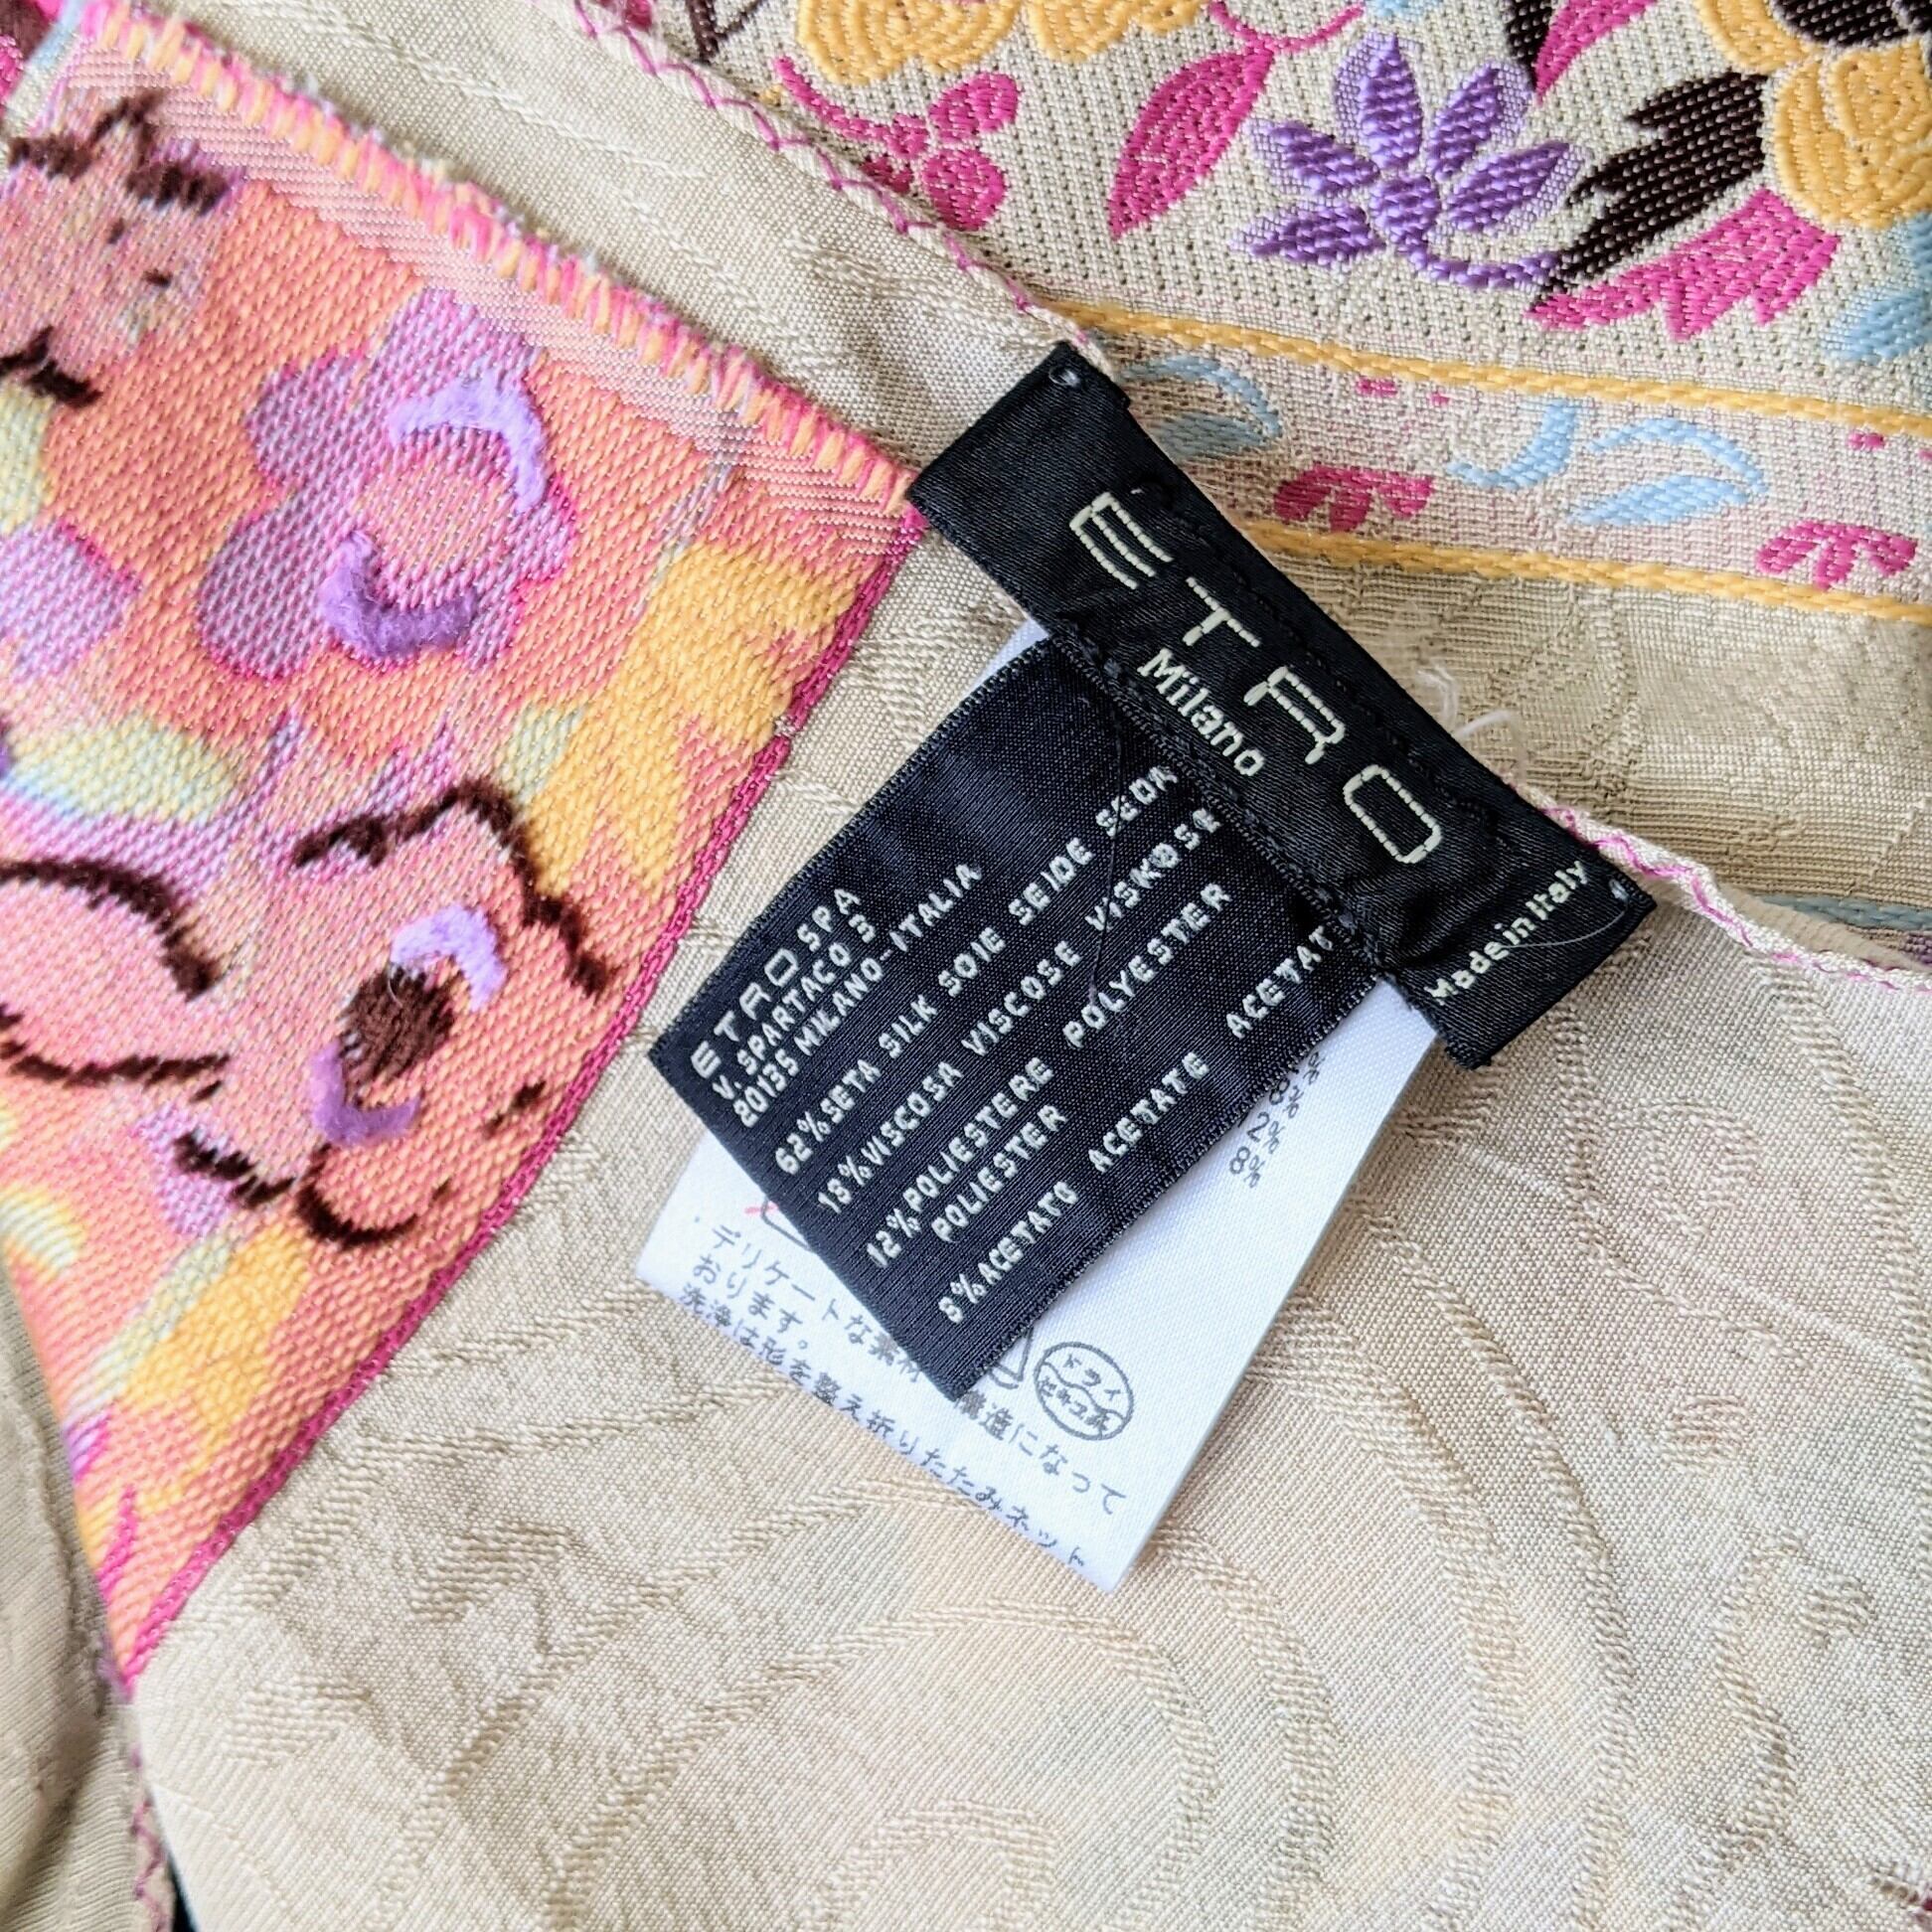 ETRO
Milano
Made in Italy
ETRO SPA
V. SPARTACO 3
20135 MILANO-ITALIA
62% SETA SILK SOIE SEIDE SEDA
18% VISCOSA VISCOSE VISKOSE
12% POLIESTERE POLYESTER
POLIESTER
8% ACETATO ACETATE ACETAT
8%
2%
8%
ドライ
デリケートな素材 構造になって
おります。
洗浄は形を整え折りたたみネット